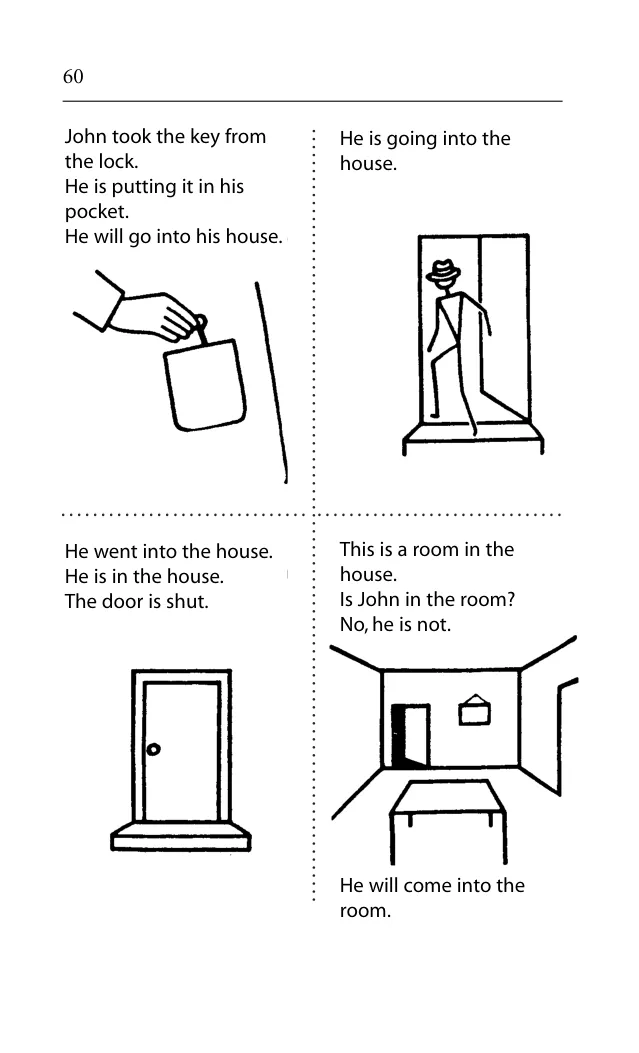 60
John took the key from
the lock.
He is putting it in his
pocket.
He will go into his house.
He is going into the
house.
He went into the house.
He is in the house.
The door is shut.
This is a room in the
house.
Is John in the room?
No, he is not.
He will come into the
room.